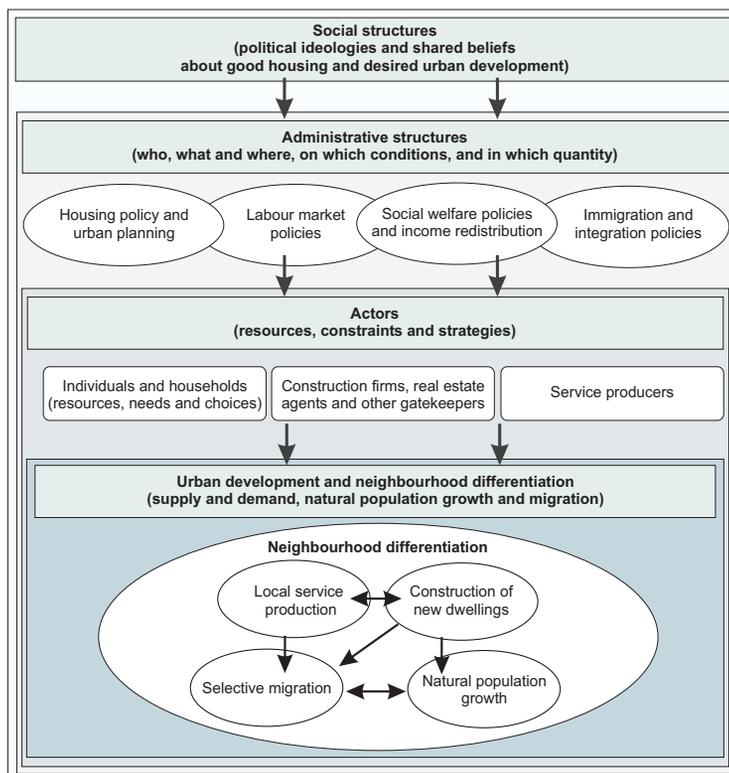 Social structures
(political ideologies and shared beliefs
about good housing and desired urban development)
Administrative structures
(who, what and where, on which conditions, and in which quantity)
Housing policy and
urban planning
Labour market
policies
Social welfare policies
and income redistribution
Immigration and
integration policies
Actors
(resources, constraints and strategies)
Individuals and households
(resources, needs and choices)
Construction firms, real estate
agents and other gatekeepers
Service producers
Urban development and neighbourhood differentiation
(supply and demand, natural population growth and migration)
Neighbourhood differentiation
Local service
production
Construction of
new dwellings
Selective migration
Natural population
growth